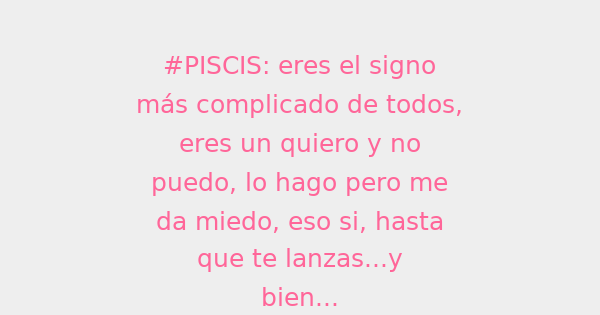 #PISCIS: eres el signo
más complicado de todos,
eres un quiero y no
puedo, lo hago pero me
da miedo, eso si, hasta
que te lanzas...y
bien...